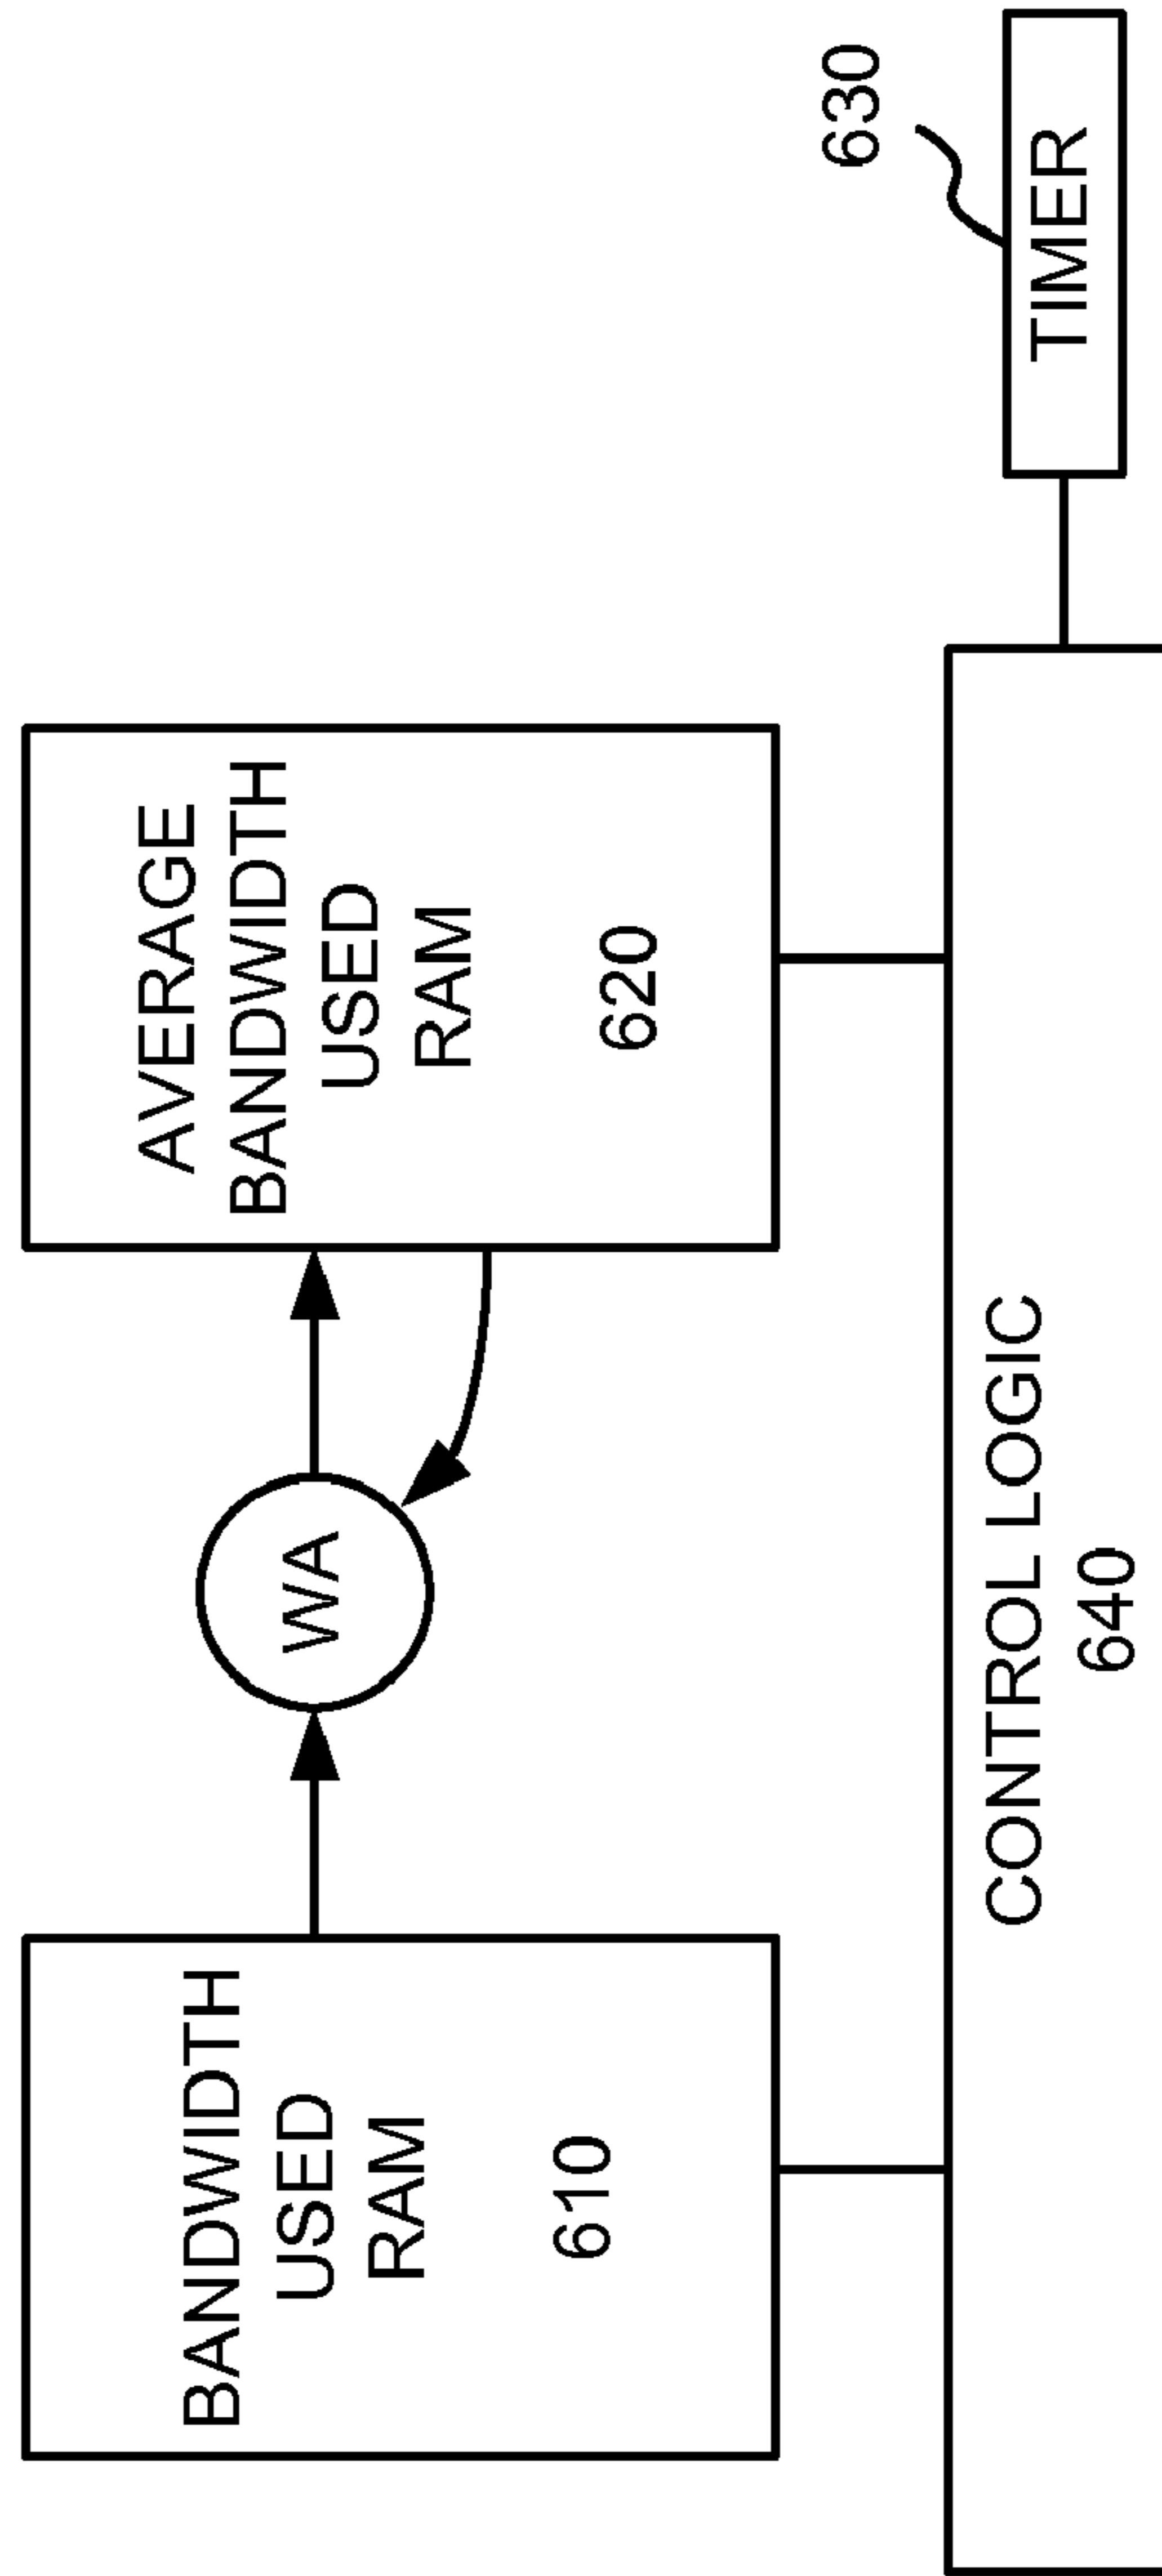 BANDWIDTH
USED
RAM
610
WA
AVERAGE
BANDWIDTH
USED
RAM
620
630
TIMER
CONTROL LOGIC
640